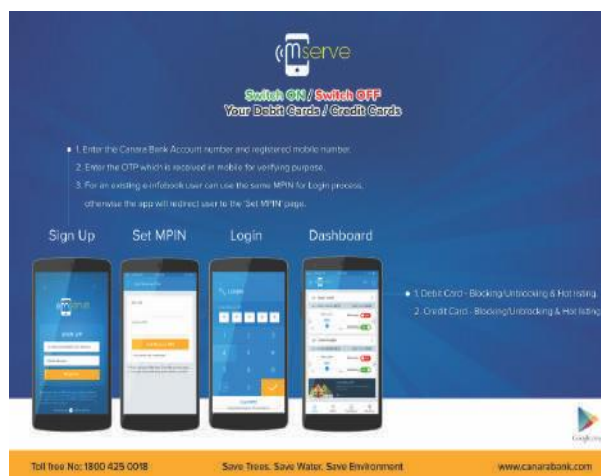 mserve
Switch ON / Switch OFF
Your Debit Cards / Credit Cards
1. Enter the Canara Bank Account number and registered mobile number.
2. Enter the OTP which is received in mobile for verifying purpose.
3. For an existing e-infobook user can use the same MPIN for Login process,
otherwise the app will redirect user to the 'Set MPIN' page.
Sign Up Set MPIN Login Dashboard
mserve
SIGN UP
LOGIN
1. Debit Card - Blocking/Unblocking & Hot listing.
2. Credit Card - Blocking/Unblocking & Hot listing
Toll free No: 1800 425 0018 Save Trees. Save Water. Save Environment www.canarabank.com